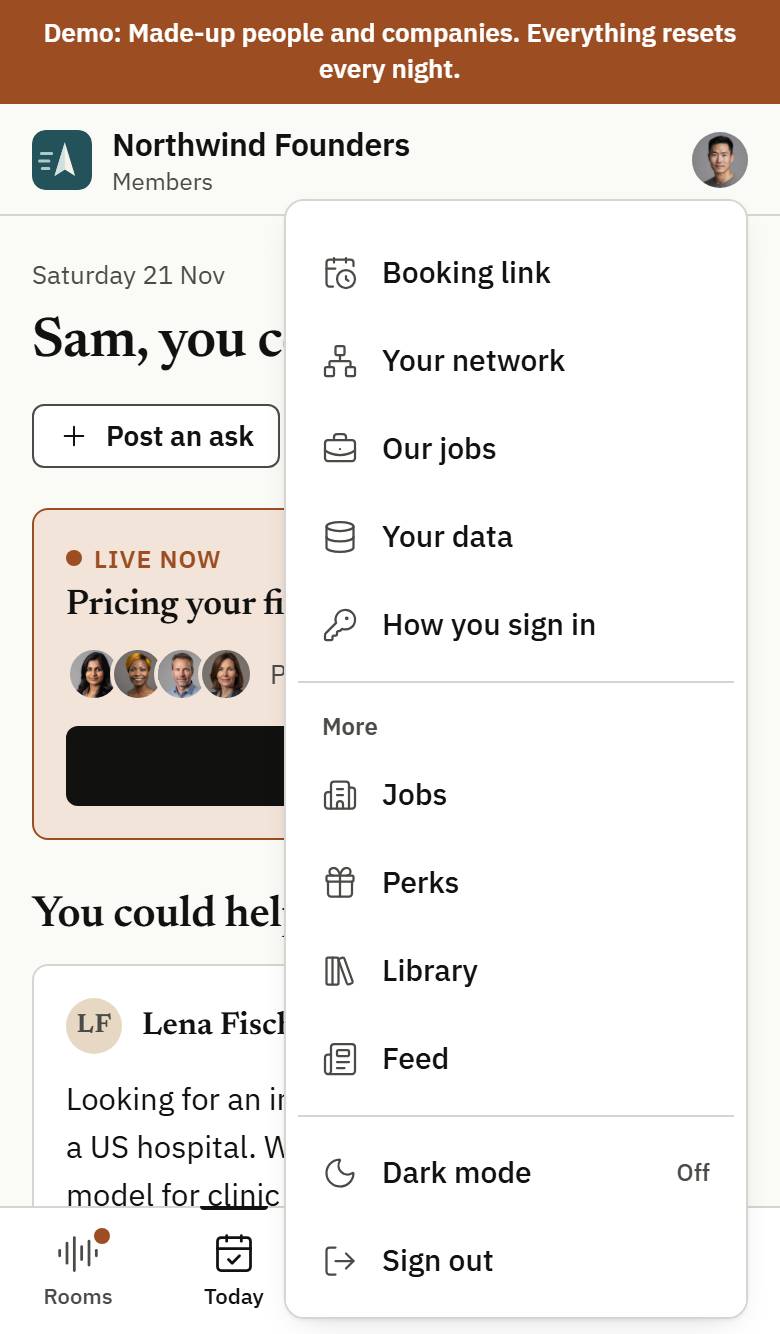 Demo: Made-up people and companies. Everything resets
every night.
Northwind Founders
Members
Saturday 21 Nov
Sam, you
Post an ask
LIVE NOW
Pricing your
LF
Lena
Looking for an
a US hospital.
model for clinic
Booking link
Your network
Our jobs
Your data
How you sign in
More
Jobs
Perks
Library
Feed
Dark mode
Off
Sign out
You could
Rooms
Today